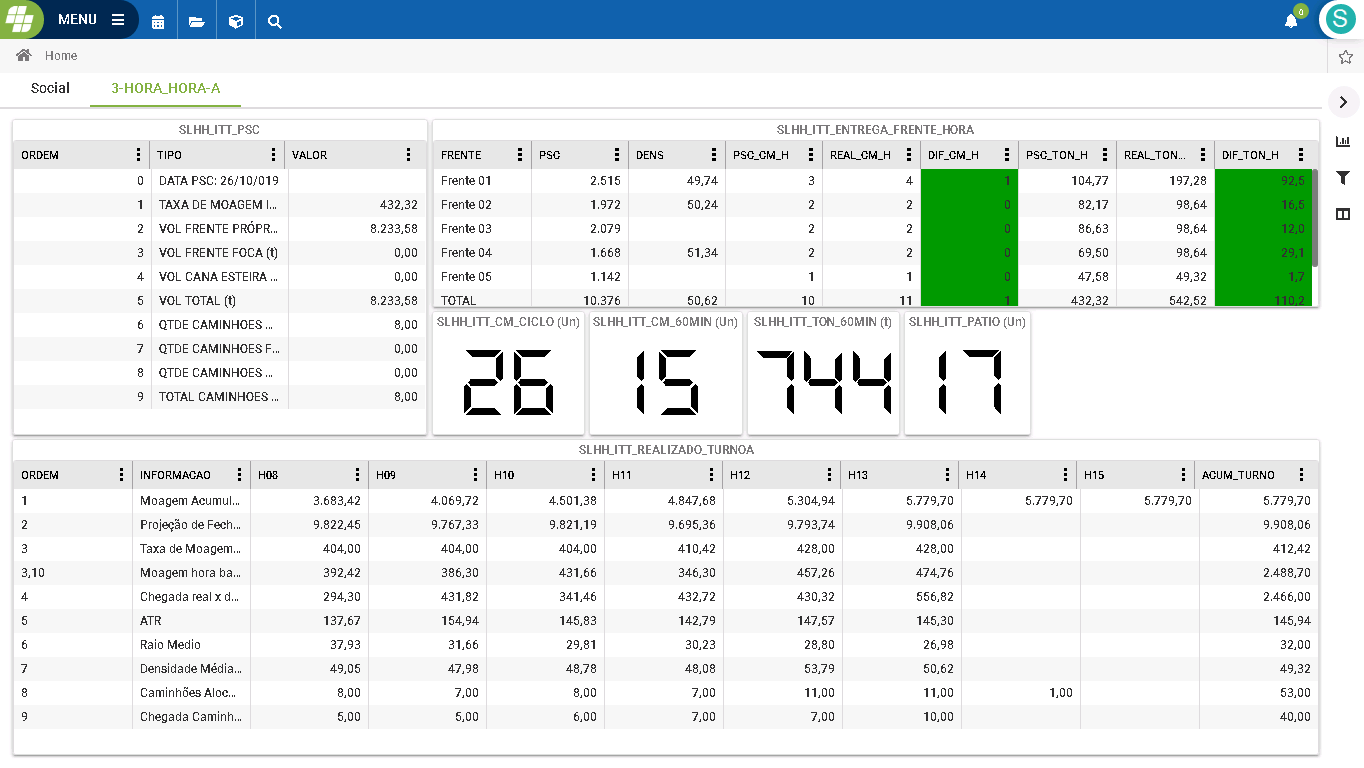 MENU
0
S
Home
Social 3-HORA_HORA-A
SLHH_ITT_PSC
ORDEM TIPO VALOR
0 DATA PSC: 26/10/019
1 TAXA DE MOAGEM I... 432,32
2 VOL FRENTE PRÓPR... 8.233,58
3 VOL FRENTE FOCA (t) 0,00
4 VOL CANA ESTEIRA ... 0,00
5 VOL TOTAL (t) 8.233,58
6 QTDE CAMINHOES ... 8,00
7 QTDE CAMINHOES F... 0,00
8 QTDE CAMINHOES ... 0,00
9 TOTAL CAMINHOES ... 8,00
SLHH_ITT_ENTREGA_FRENTE_HORA
FRENTE PSC DENS PSC_CM_H REAL_CM_H DIF_CM_H PSC_TON_H REAL_TON... DIF_TON_H
Frente 01 2.515 49,74 3 4 1 104,77 197,28 92,5
Frente 02 1.972 50,24 2 2 0 82,17 98,64 16,5
Frente 03 2.079 2 2 0 86,63 98,64 12,0
Frente 04 1.668 51,34 2 2 0 69,50 98,64 29,1
Frente 05 1.142 1 1 0 47,58 49,32 1,7
TOTAL 10.376 50,62 10 11 1 432,32 542,52 110,2
SLHH_ITT_CM_CICLO (Un) SLHH_ITT_CM_60MIN (Un) SLHH_ITT_TON_60MIN (t) SLHH_ITT_PATIO (Un)
26 15 744 17
SLHH_ITT_REALIZADO_TURNOA
ORDEM INFORMACAO H08 H09 H10 H11 H12 H13 H14 H15 ACUM_TURNO
1 Moagem Acumul... 3.683,42 4.069,72 4.501,38 4.847,68 5.304,94 5.779,70 5.779,70 5.779,70 5.779,70
2 Projeção de Fech... 9.822,45 9.767,33 9.821,19 9.695,36 9.793,74 9.908,06 9.908,06
3 Taxa de Moagem... 404,00 404,00 404,00 410,42 428,00 428,00 412,42
3,10 Moagem hora ba... 392,42 386,30 431,66 346,30 457,26 474,76 2.488,70
4 Chegada real x d... 294,30 431,82 341,46 432,72 430,32 556,82 2.466,00
5 ATR 137,67 154,94 145,83 142,79 147,57 145,30 145,94
6 Raio Medio 37,93 31,66 29,81 30,23 28,80 26,98 32,00
7 Densidade Média... 49,05 47,98 48,78 48,08 53,79 50,62 49,32
8 Caminhões Aloc... 8,00 7,00 8,00 7,00 11,00 11,00 1,00 53,00
9 Chegada Caminh... 5,00 5,00 6,00 7,00 7,00 10,00 40,00